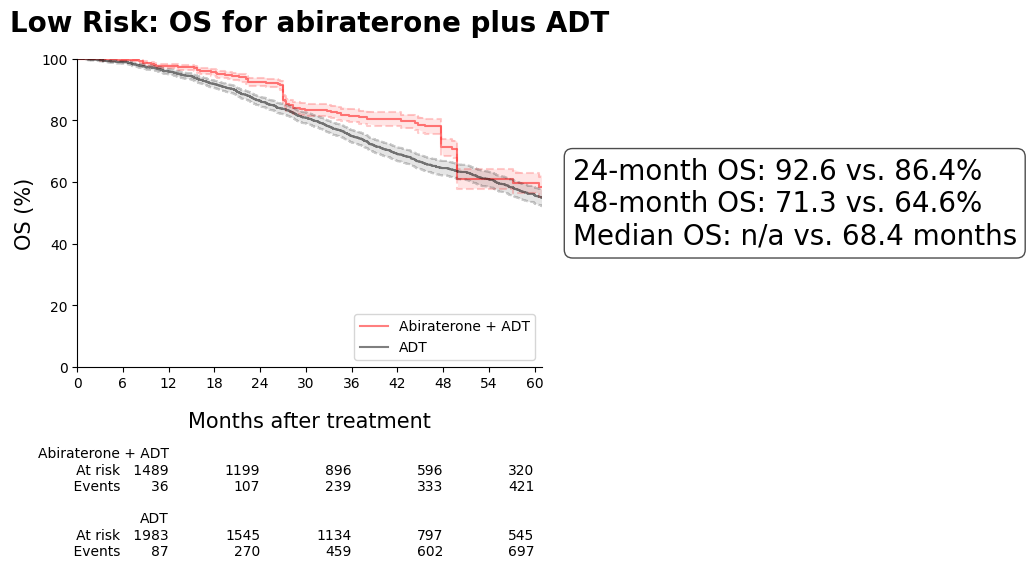 Low Risk: OS for abiraterone plus ADT
100
80
60
40
20
0
OS (%)
24-month OS: 92.6 vs. 86.4%
48-month OS: 71.3 vs. 64.6%
Median OS: n/a vs. 68.4 months
Abiraterone + ADT
ADT
0 6 12 18 24 30 36 42 48 54 60
Months after treatment
Abiraterone + ADT
At risk 1489 1199 896 596 320
Events 36 107 239 333 421
ADT
At risk 1983 1545 1134 797 545
Events 87 270 459 602 697